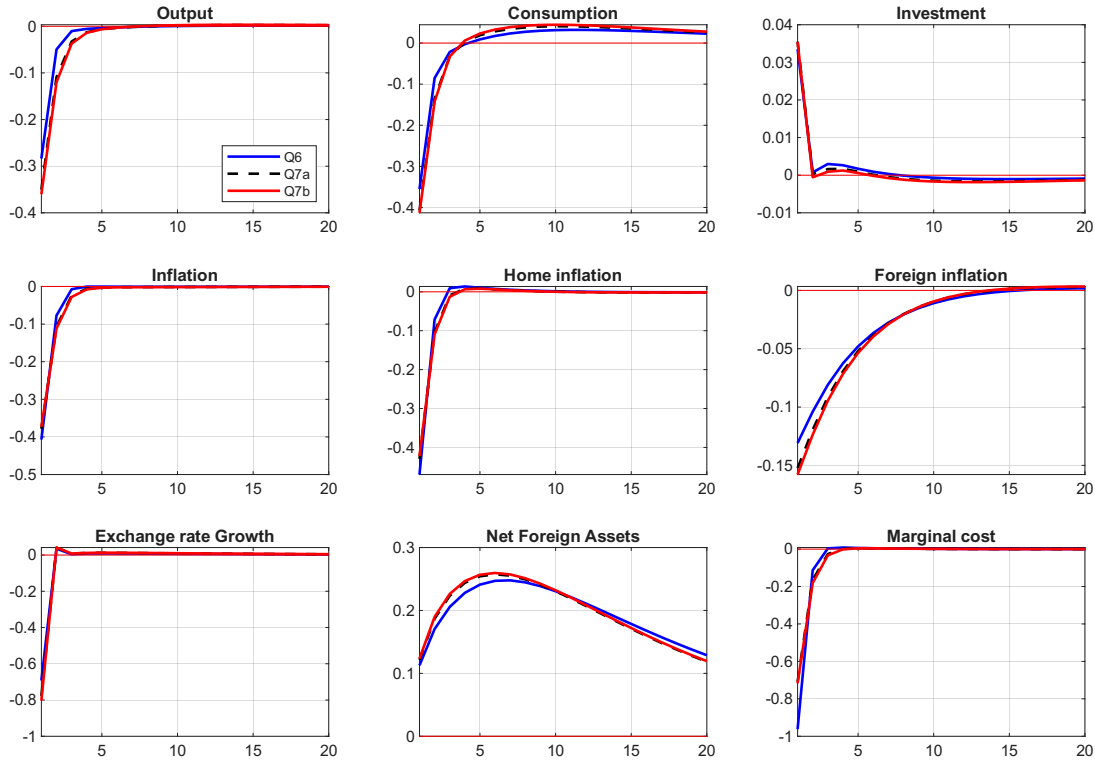 Output
0
-0.1
-0.2
-0.3
-0.4
5 10 15 20
Q6
Q7a
Q7b
Consumption
0
-0.1
-0.2
-0.3
-0.4
5 10 15 20
Investment
0.04
0.03
0.02
0.01
0
-0.01
5 10 15 20
Inflation
0
-0.1
-0.2
-0.3
-0.4
-0.5
5 10 15 20
Home inflation
0
-0.1
-0.2
-0.3
-0.4
5 10 15 20
Foreign inflation
0
-0.05
-0.1
-0.15
5 10 15 20
Exchange rate Growth
0
-0.2
-0.4
-0.6
-0.8
-1
5 10 15 20
Net Foreign Assets
0.3
0.2
0.1
0
5 10 15 20
Marginal cost
0
-0.2
-0.4
-0.6
-0.8
-1
5 10 15 20